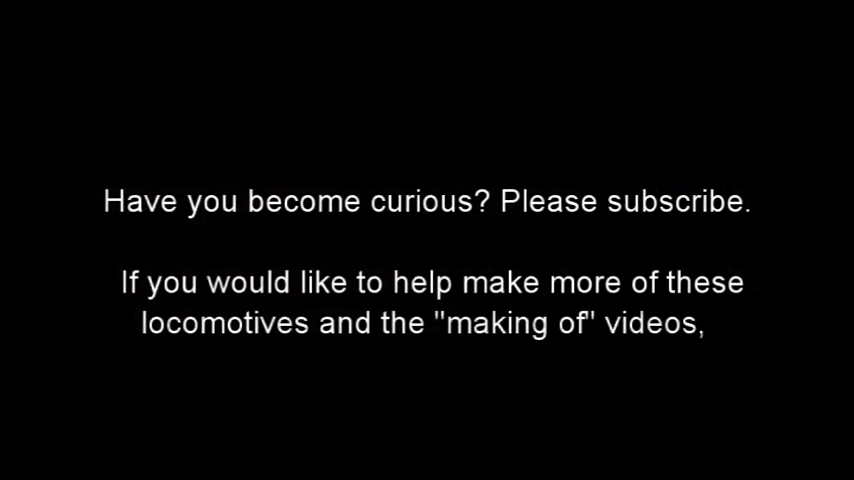 Have you become curious? Please subscribe.
If you would like to help make more of these
locomotives and the "making of" videos,